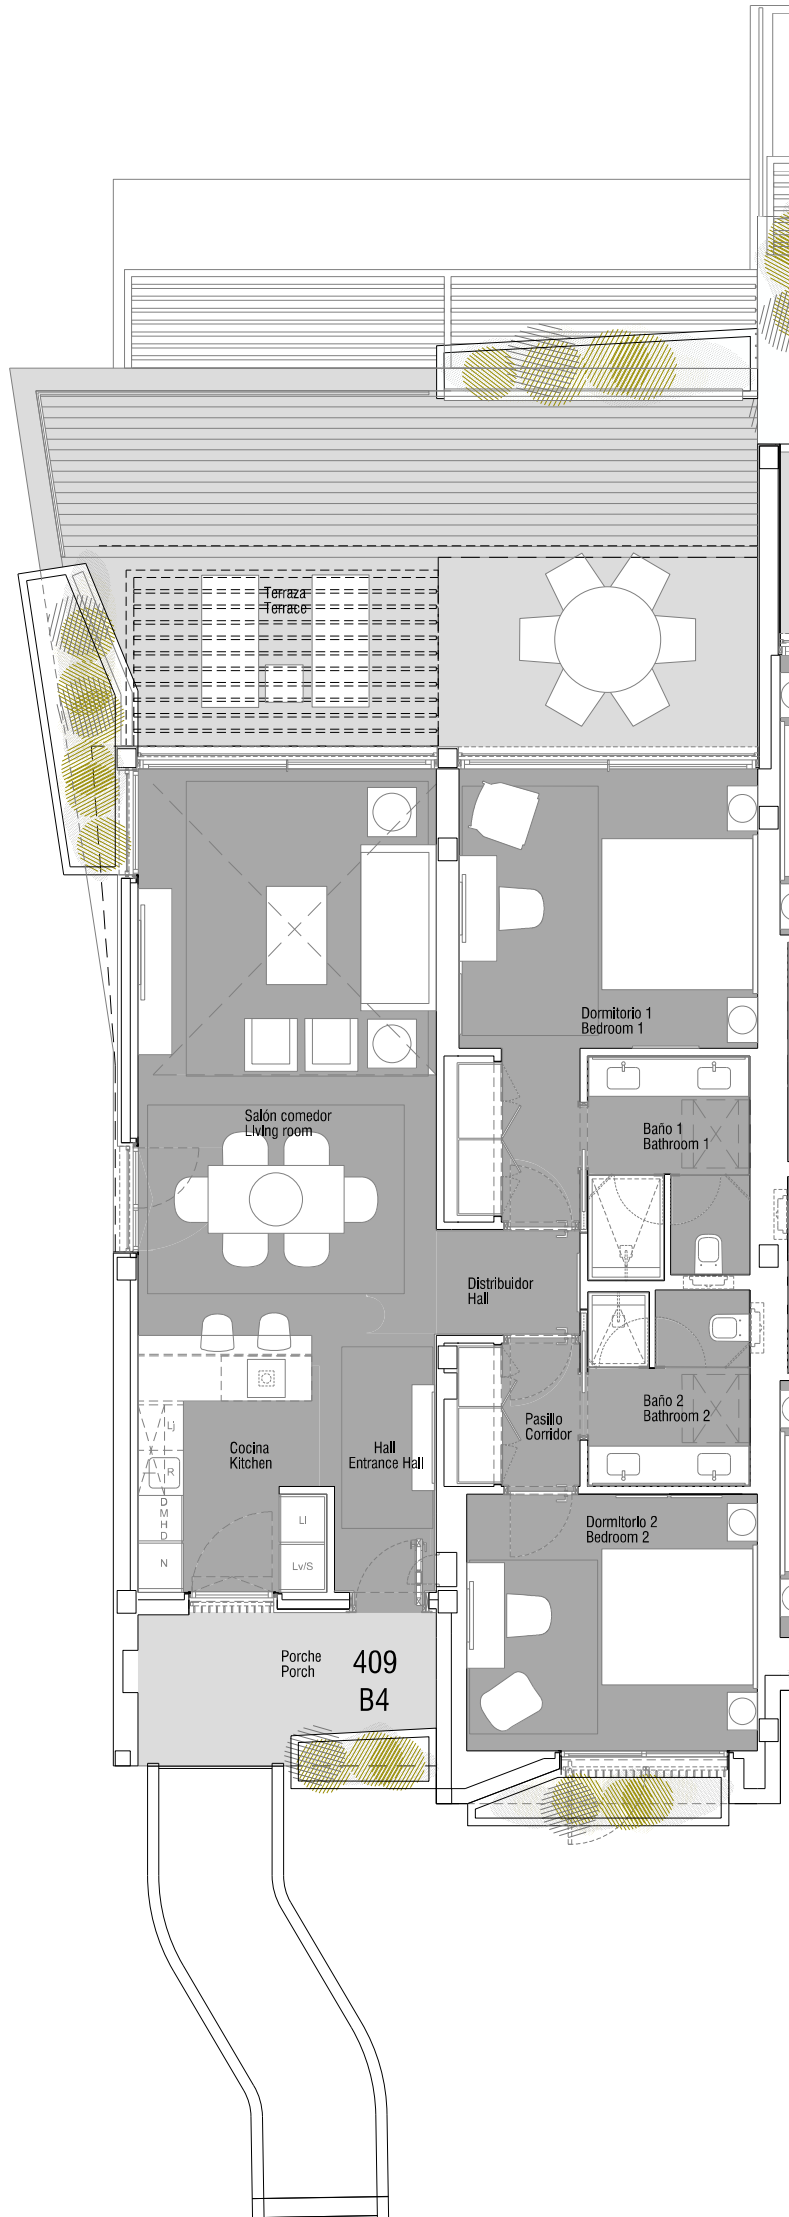 Terraza
Terrace
Dormitorio 1
Bedroom 1
Salón comedor
Living room
Baño 1
Bathroom 1
Distribuidor
Hall
Baño 2
Bathroom 2
Pasillo
Corridor
Cocina
Kitchen
Hall
Entrance Hall
Lj
R
D
M
H
D
N
Ll
Lv/S
Dormitorio 2
Bedroom 2
Porche
Porch
409
B4